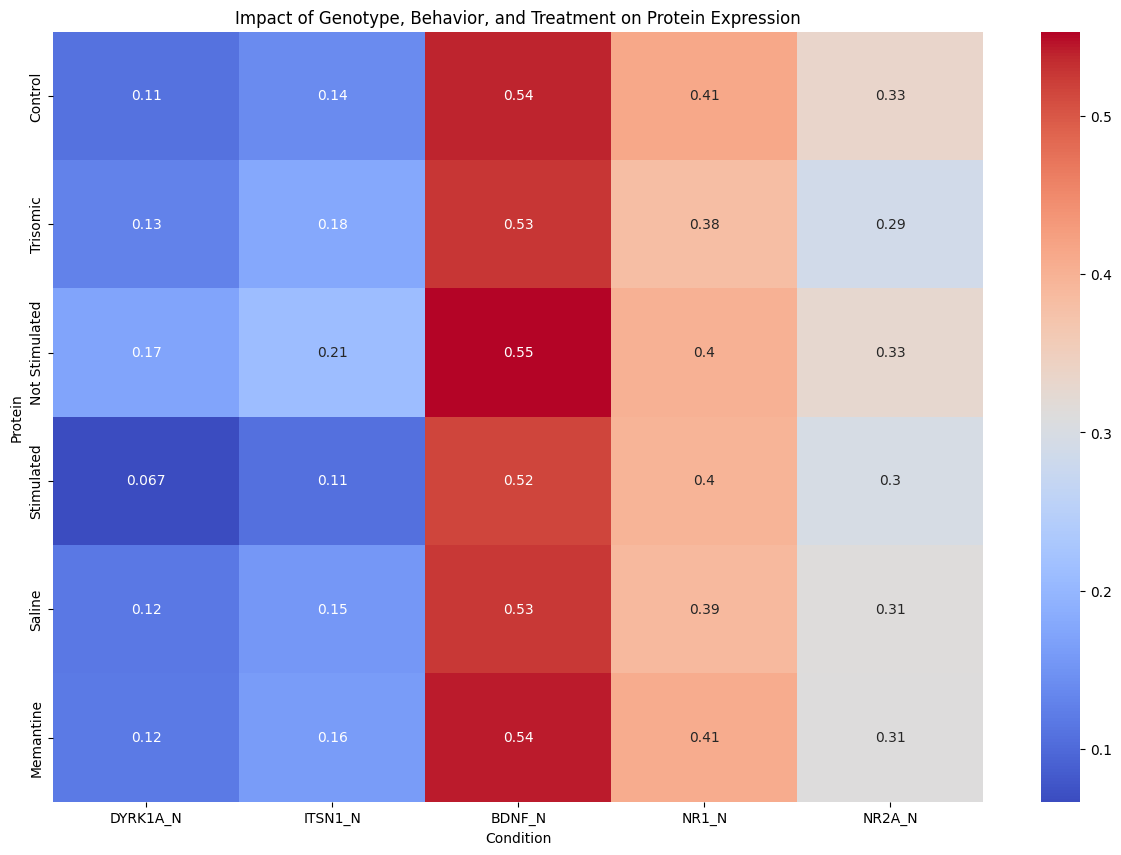 Impact of Genotype, Behavior, and Treatment on Protein Expression
Protein
Control
0.11 0.14 0.54 0.41 0.33
Trisomic
0.13 0.18 0.53 0.38 0.29
Not Stimulated
0.17 0.21 0.55 0.4 0.33
Stimulated
0.067 0.11 0.52 0.4 0.3
Saline
0.12 0.15 0.53 0.39 0.31
Memantine
0.12 0.16 0.54 0.41 0.31
DYRK1A_N ITSN1_N BDNF_N NR1_N NR2A_N
Condition
0.5
0.4
0.3
0.2
0.1